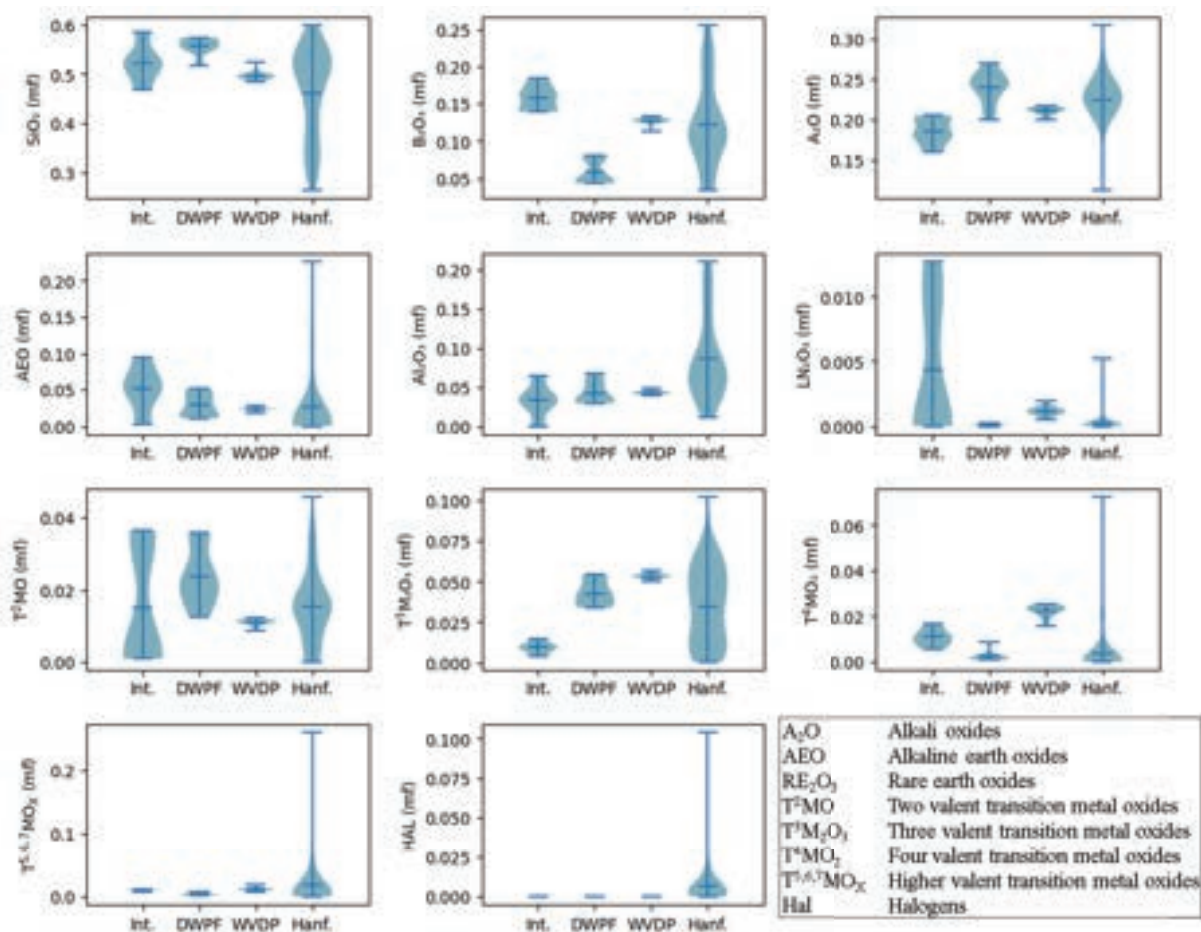 SiO₂ (mf)
0.6
0.5
0.4
0.3
Int. DWPF WVDP Hanf.
B₂O₃ (mf)
0.25
0.20
0.15
0.10
0.05
Int. DWPF WVDP Hanf.
A₂O (mf)
0.30
0.25
0.20
0.15
Int. DWPF WVDP Hanf.
AEO (mf)
0.20
0.15
0.10
0.05
0.00
Int. DWPF WVDP Hanf.
Al₂O₃ (mf)
0.20
0.15
0.10
0.05
0.00
Int. DWPF WVDP Hanf.
LN₂O₃ (mf)
0.010
0.005
0.000
Int. DWPF WVDP Hanf.
T²MO (mf)
0.04
0.02
0.00
Int. DWPF WVDP Hanf.
T³M₂O₃ (mf)
0.100
0.075
0.050
0.025
0.000
Int. DWPF WVDP Hanf.
T⁴MO₂ (mf)
0.06
0.04
0.02
0.00
Int. DWPF WVDP Hanf.
T⁵,⁶,⁷MOₓ (mf)
0.2
0.1
0.0
Int. DWPF WVDP Hanf.
HAL (mf)
0.100
0.075
0.050
0.025
0.000
Int. DWPF WVDP Hanf.
A₂O Alkali oxides
AEO Alkaline earth oxides
RE₂O₃ Rare earth oxides
T²MO Two valent transition metal oxides
T³M₂O₃ Three valent transition metal oxides
T⁴MO₂ Four valent transition metal oxides
T⁵,⁶,⁷MOₓ Higher valent transition metal oxides
Hal Halogens